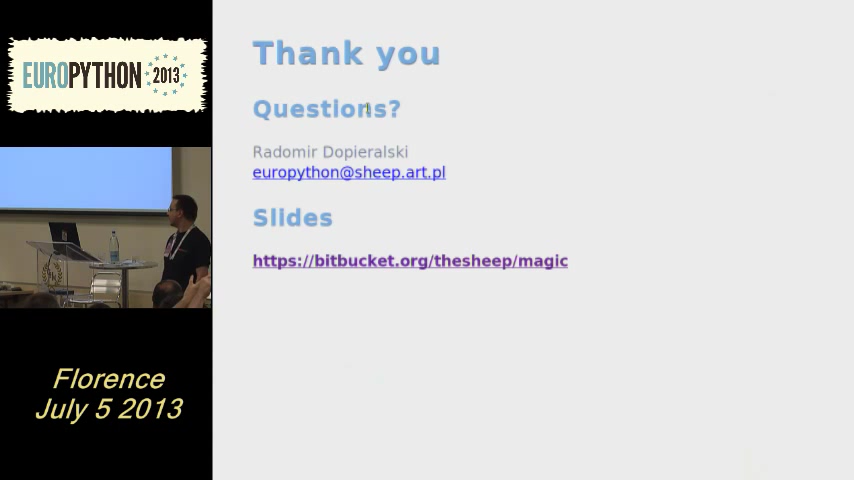 EUROPYTHON 2013
Florence
July 5 2013
Thank you
Questions?
Radomir Dopieralski
europython@sheep.art.pl
Slides
https://bitbucket.org/thesheep/magic